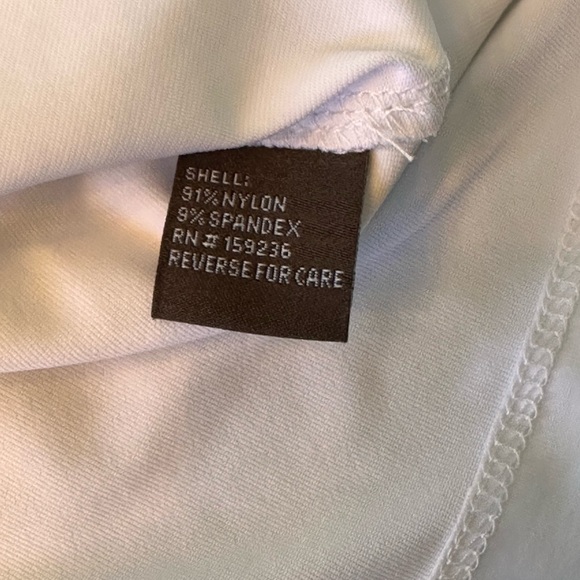 SHELL:
91% NYLON
9% SPANDEX
RN # 159236
REVERSE FOR CARE